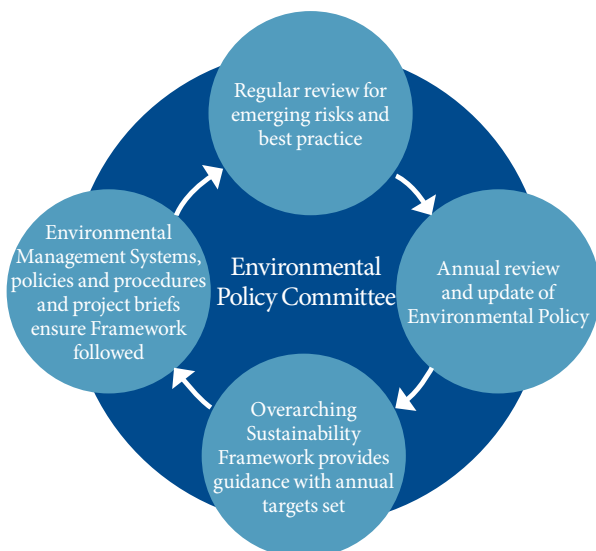 Regular review for
emerging risks and
best practice
Environmental
Management Systems,
policies and procedures
and project briefs
ensure Framework
followed
Environmental
Policy Committee
Annual review
and update of
Environmental Policy
Overarching
Sustainability
Framework provides
guidance with annual
targets set